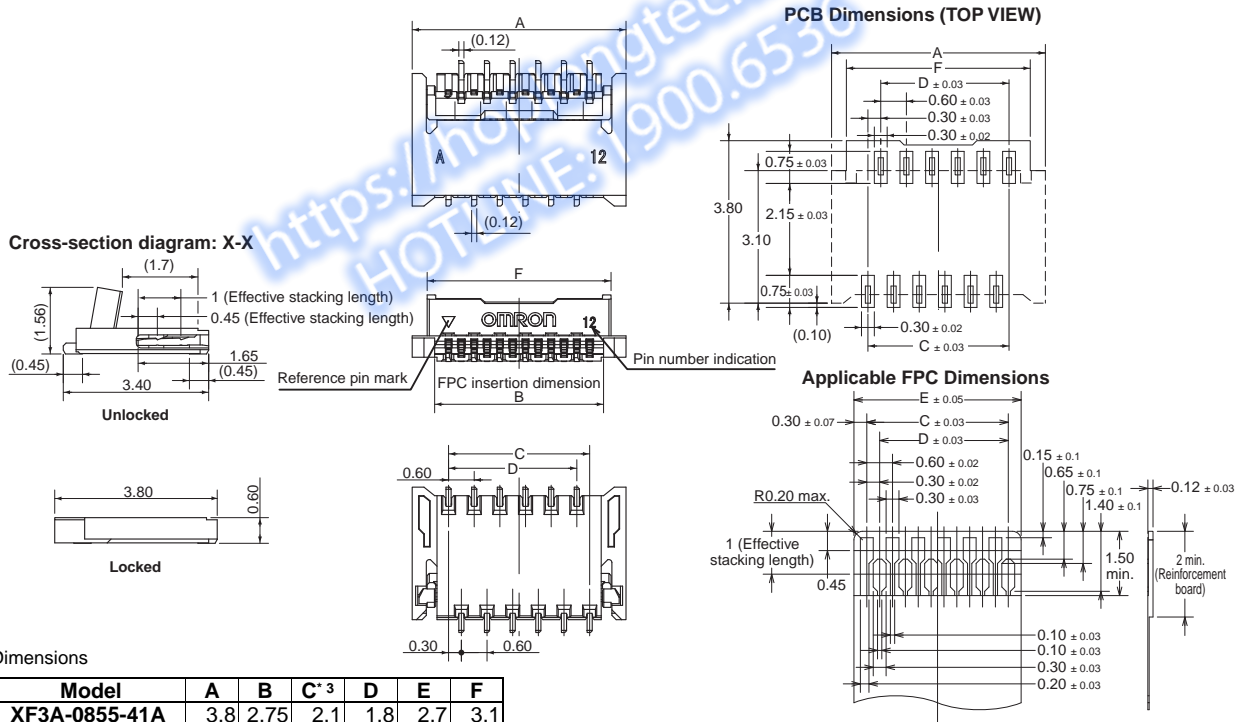 PCB Dimensions (TOP VIEW)
A
(0.12)
A
12
(0.12)
https://hoplongtech
HOTLINE: 1900.6536
A
F
D ± 0.03
0.60 ± 0.03
0.30 ± 0.03
0.30 ± 0.02
0.75 ± 0.03
3.80
2.15 ± 0.03
3.10
0.75± 0.03
(0.10)
0.30 ± 0.02
C ± 0.03
Cross-section diagram: X-X
(1.7)
1 (Effective stacking length)
0.45 (Effective stacking length)
(1.56)
(0.45)
1.65
(0.45)
3.40
Unlocked
F
OMRON
12
Pin number indication
Reference pin mark
FPC insertion dimension
B
3.80
0.60
Locked
C
D
0.60
0.30
0.60
Applicable FPC Dimensions
E ± 0.05
0.30 ± 0.07
C ± 0.03
D ± 0.03
0.60 ± 0.02
0.30 ± 0.02
0.30 ± 0.03
0.15 ± 0.1
0.65 ± 0.1
0.75 ± 0.1
1.40 ± 0.1
0.12 ± 0.03
R0.20 max.
1 (Effective
stacking length)
0.45
1.50
min.
2 min.
(Reinforcement
board)
0.10 ± 0.03
0.10 ± 0.03
0.30 ± 0.03
0.20 ± 0.03
Dimensions
Model A B C*3 D E F
XF3A-0855-41A 3.8 2.75 2.1 1.8 2.7 3.1